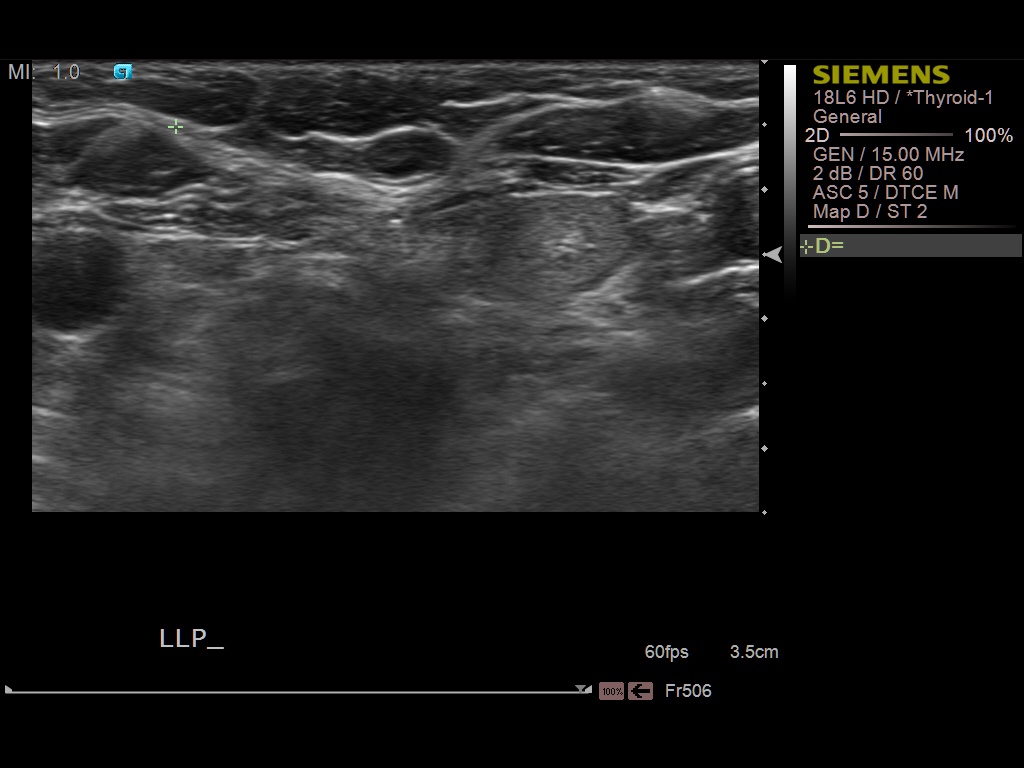 MI: 1.0
SIEMENS
18L6 HD / *Thyroid-1
General
2D 100%
GEN / 15.00 MHz
2 dB / DR 60
ASC 5 / DTCE M
Map D / ST 2
D=
LLP_
60fps 3.5cm
100% Fr506